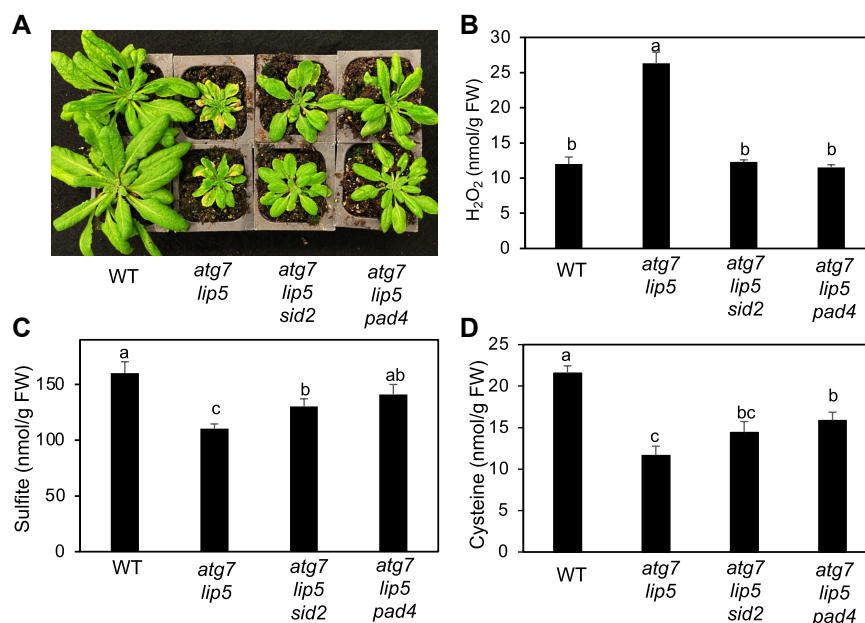 A
WT
atg7
lip5
atg7
lip5
sid2
atg7
lip5
pad4
B
H₂O₂ (nmol/g FW)
30
25
20
15
10
5
0
b
a
b
b
WT
atg7
lip5
atg7
lip5
sid2
atg7
lip5
pad4
C
Sulfite (nmol/g FW)
150
100
50
0
a
c
b
ab
WT
atg7
lip5
atg7
lip5
sid2
atg7
lip5
pad4
D
Cysteine (nmol/g FW)
25
20
15
10
5
0
a
c
bc
b
WT
atg7
lip5
atg7
lip5
sid2
atg7
lip5
pad4